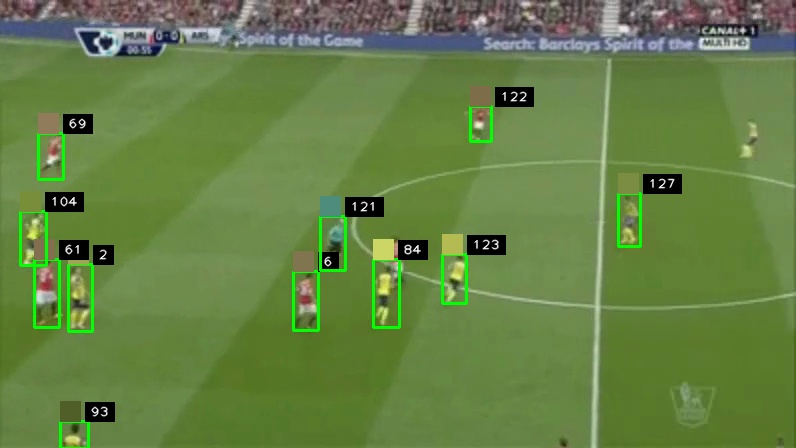 MUN 0-0 ARS
00:55
Spirit of the Game
Search: Barclays Spirit of the
CANAL+ 1
MULTI HD
122
69
127
104
121
61
2
6
84
123
93